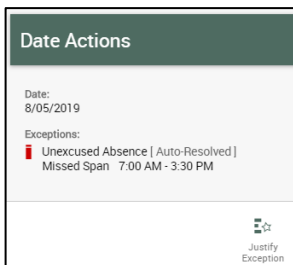 Date Actions
Date:
8/05/2019
Exceptions:
Unexcused Absence [ Auto-Resolved ]
Missed Span 7:00 AM - 3:30 PM
Justify
Exception